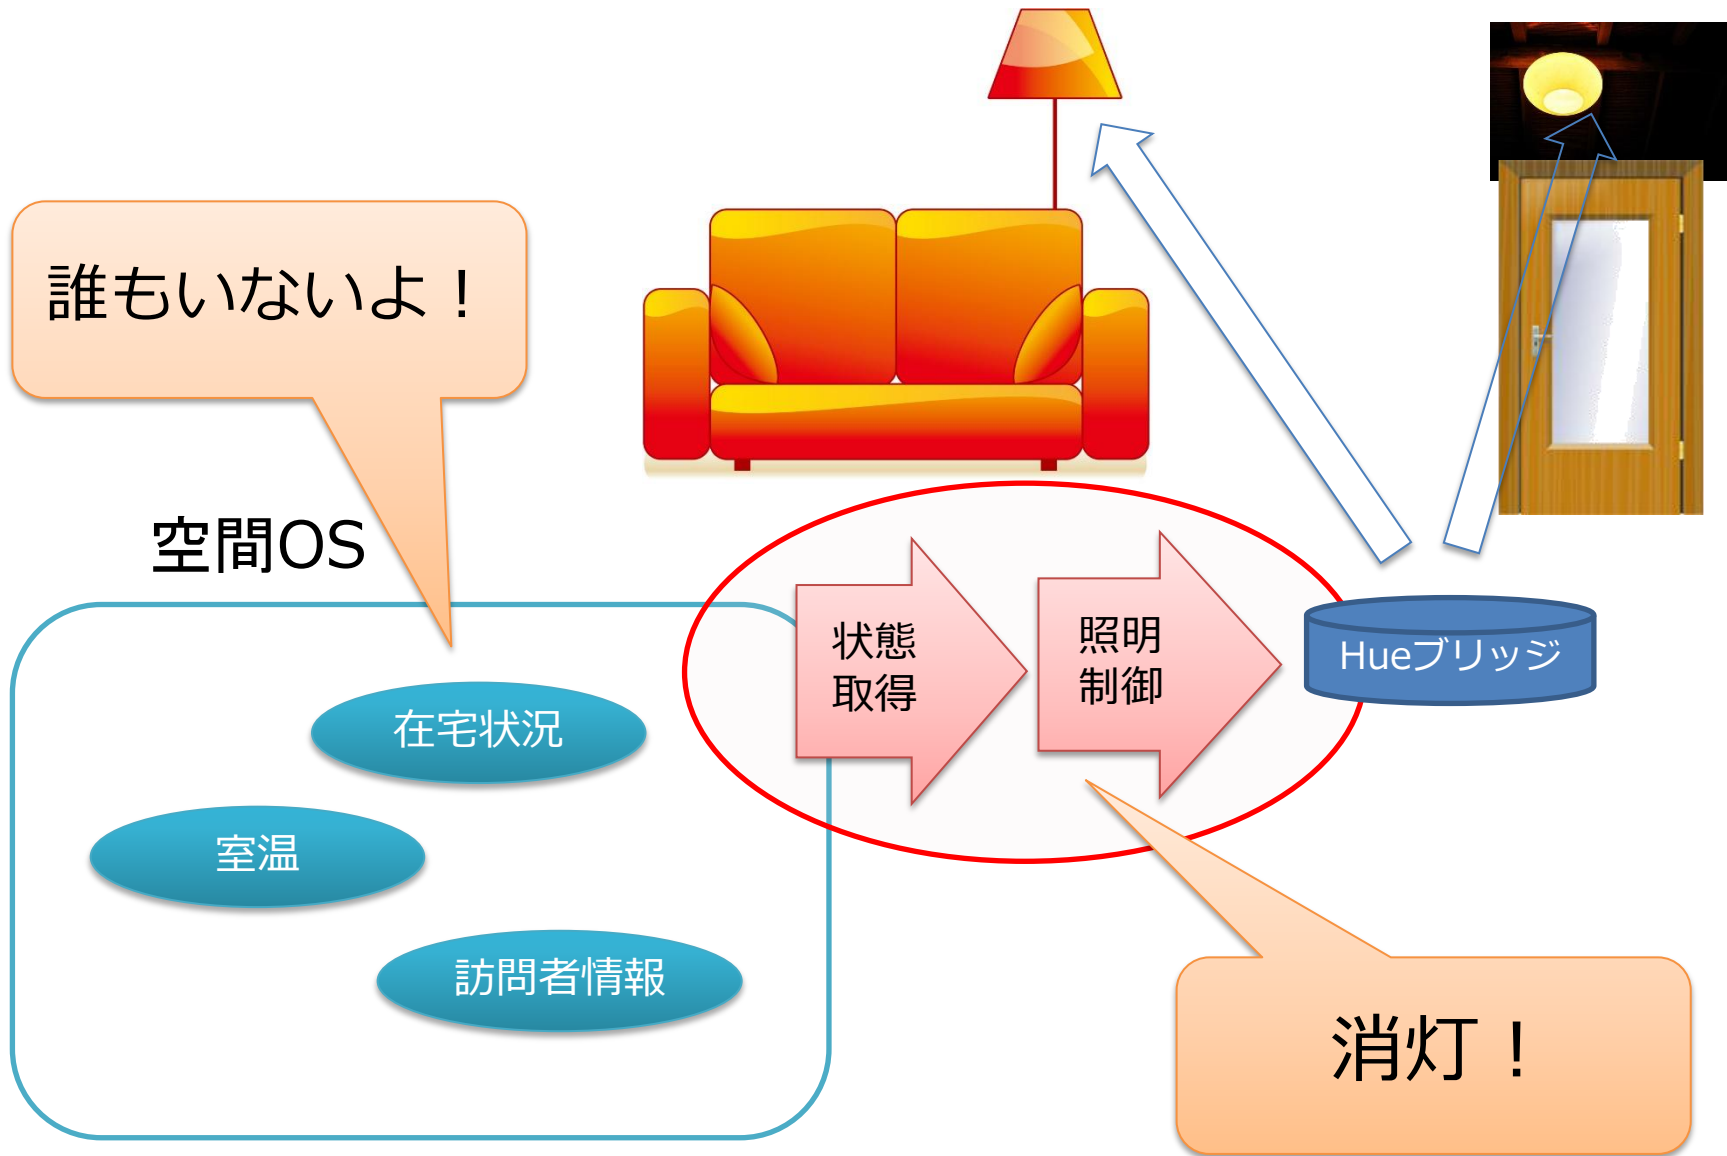 誰もいないよ！
空間OS
状態
取得
照明
制御
Hueブリッジ
在宅状況
室温
訪問者情報
消灯！